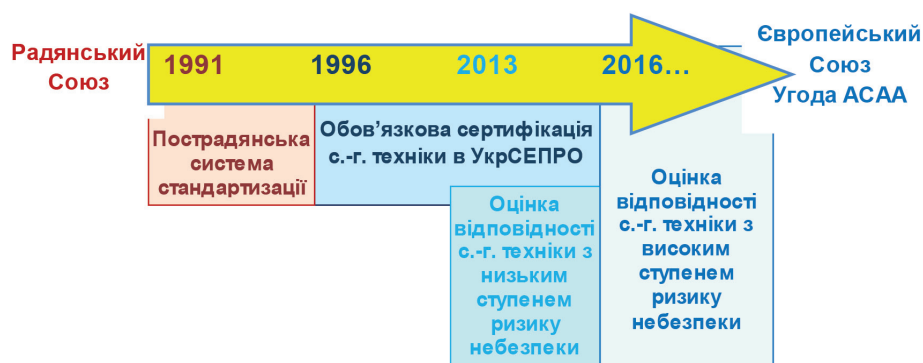 Радянський
Союз
1991
1996
2013
2016…
Європейський
Союз
Угода АСАА
Пострадянська
система
стандартизації
Обов’язкова сертифікація
с.-г. техніки в УкрСЕПРО
Оцінка
відповідності
с.-г. техніки з
низьким
ступенем
ризику
небезпеки
Оцінка
відповідності
с.-г. техніки з
високим
ступенем
ризику
небезпеки